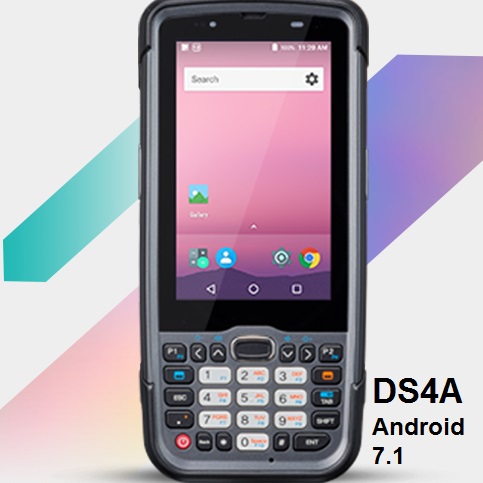 100% 11:29 AM
Search
Gallery
P1
P2
1
2 ABC
3 DEF
ESC
4 GHI
5 JKL
6 MNO
TAB
7 PQRS
8 TUV
9 WXYZ
SHIFT
0 Space
#
ENT
DS4A
Android
7.1